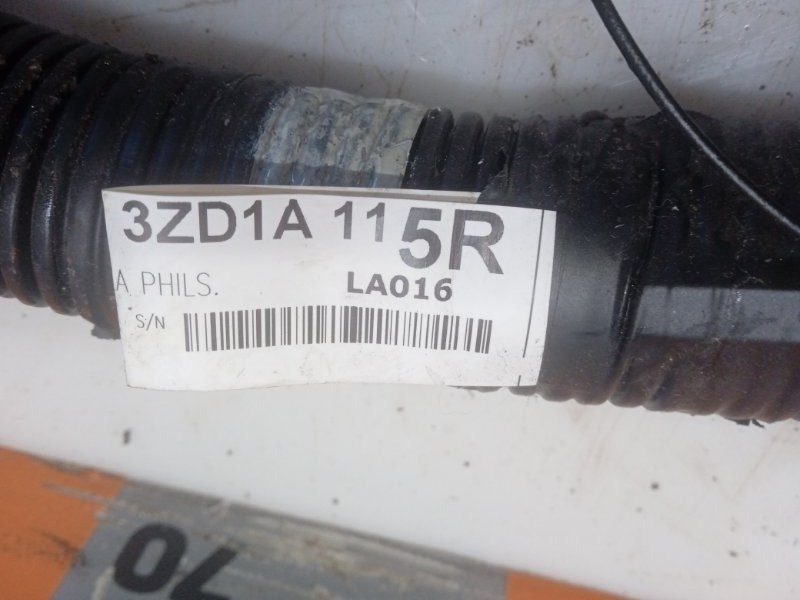 3ZD1A 115R
A PHILS.
LA016
S/N
70